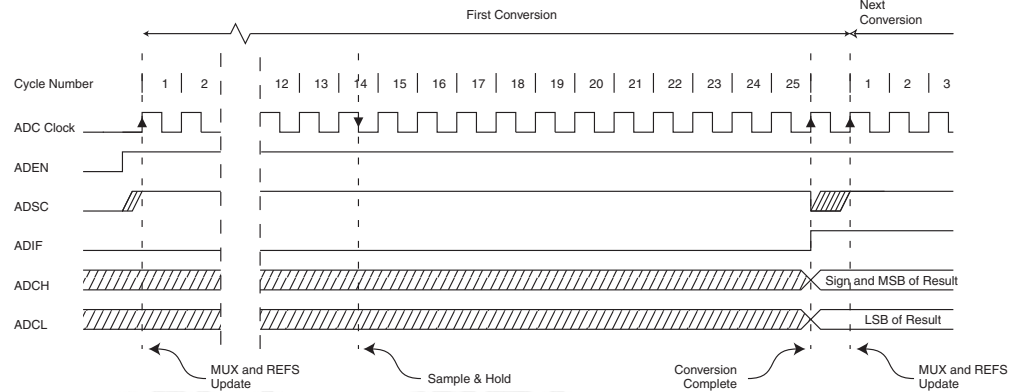 First Conversion
Next
Conversion
Cycle Number 1 2 12 13 14 15 16 17 18 19 20 21 22 23 24 25 1 2 3
ADC Clock
ADEN
ADSC
ADIF
ADCH Sign and MSB of Result
ADCL LSB of Result
MUX and REFS
Update
Sample & Hold
Conversion
Complete
MUX and REFS
Update